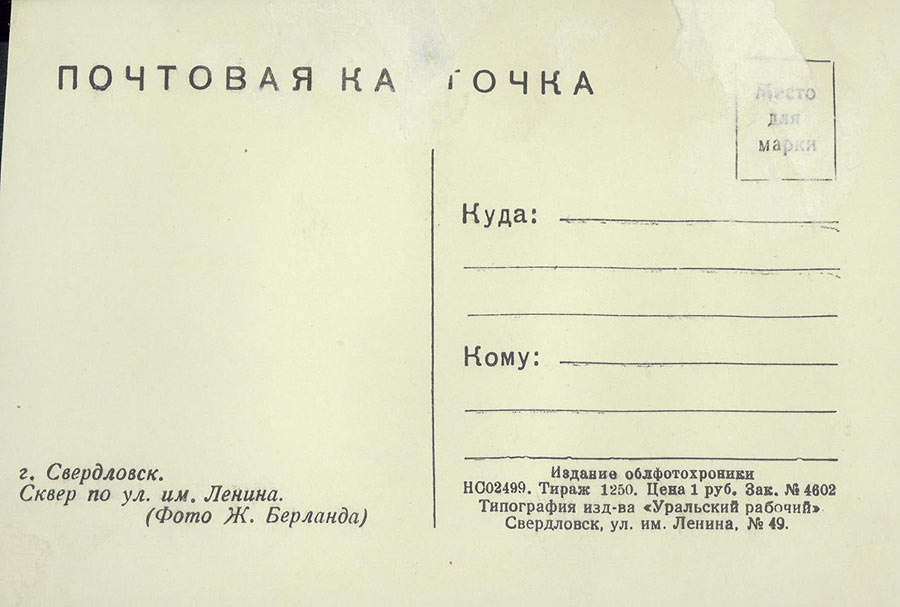 ПОЧТОВАЯ КА ТОЧКА
Место
для
марки
Куда:
Кому:
г. Свердловск.
Сквер по ул. им. Ленина.
(Фото Ж. Берланда)
Издание облфотохроники
НС02499. Тираж 1250. Цена 1 руб. Зак. № 4602
Типография изд-ва «Уральский рабочий»
Свердловск, ул. им. Ленина, № 49.